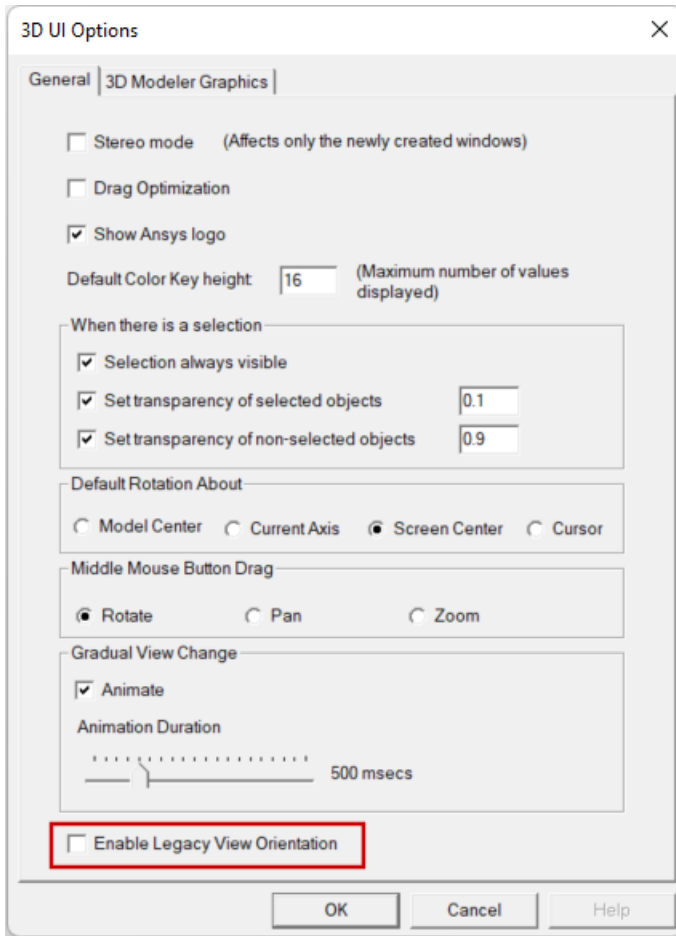 3D UI Options
General 3D Modeler Graphics
Stereo mode (Affects only the newly created windows)
Drag Optimization
Show Ansys logo
Default Color Key height: 16 (Maximum number of values
displayed)
When there is a selection
Selection always visible
Set transparency of selected objects 0.1
Set transparency of non-selected objects 0.9
Default Rotation About
Model Center Current Axis Screen Center Cursor
Middle Mouse Button Drag
Rotate Pan Zoom
Gradual View Change
Animate
Animation Duration
500 msecs
Enable Legacy View Orientation
OK Cancel Help